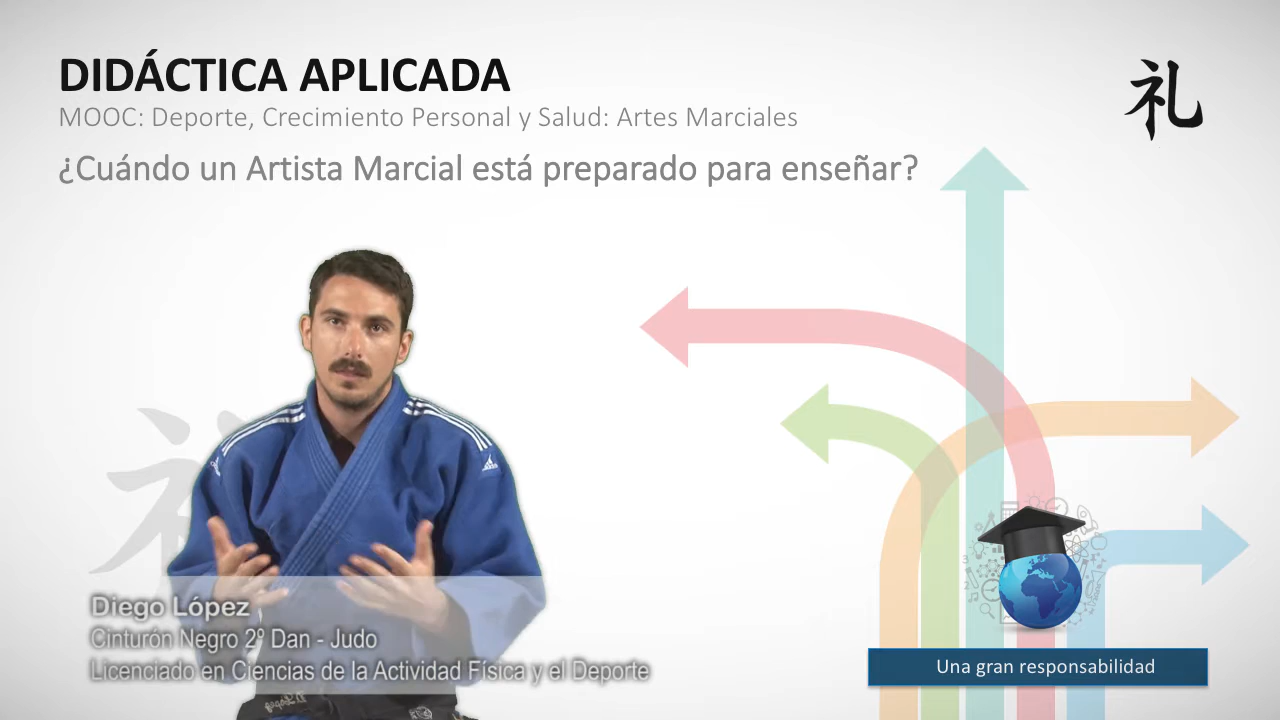 DIDÁCTICA APLICADA
MOOC: Deporte, Crecimiento Personal y Salud: Artes Marciales
¿Cuándo un Artista Marcial está preparado para enseñar?
礼
Diego López
Cinturón Negro 2º Dan - Judo
Licenciado en Ciencias de la Actividad Física y el Deporte
Una gran responsabilidad